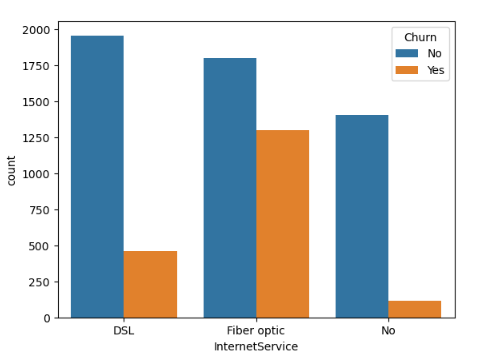 2000
1750
1500
1250
1000
750
500
250
0
count
Churn
No
Yes
DSL Fiber optic No
InternetService